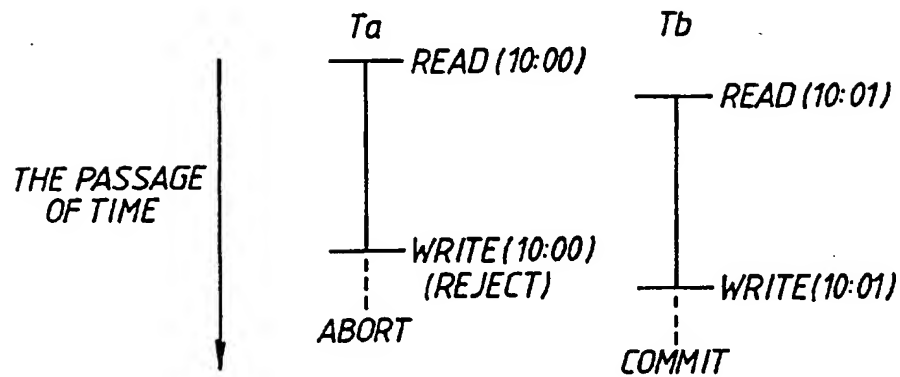 Ta
Tb
READ (10:00)
READ (10:01)
THE PASSAGE
OF TIME
WRITE (10:00)
(REJECT)
WRITE (10:01)
ABORT
COMMIT